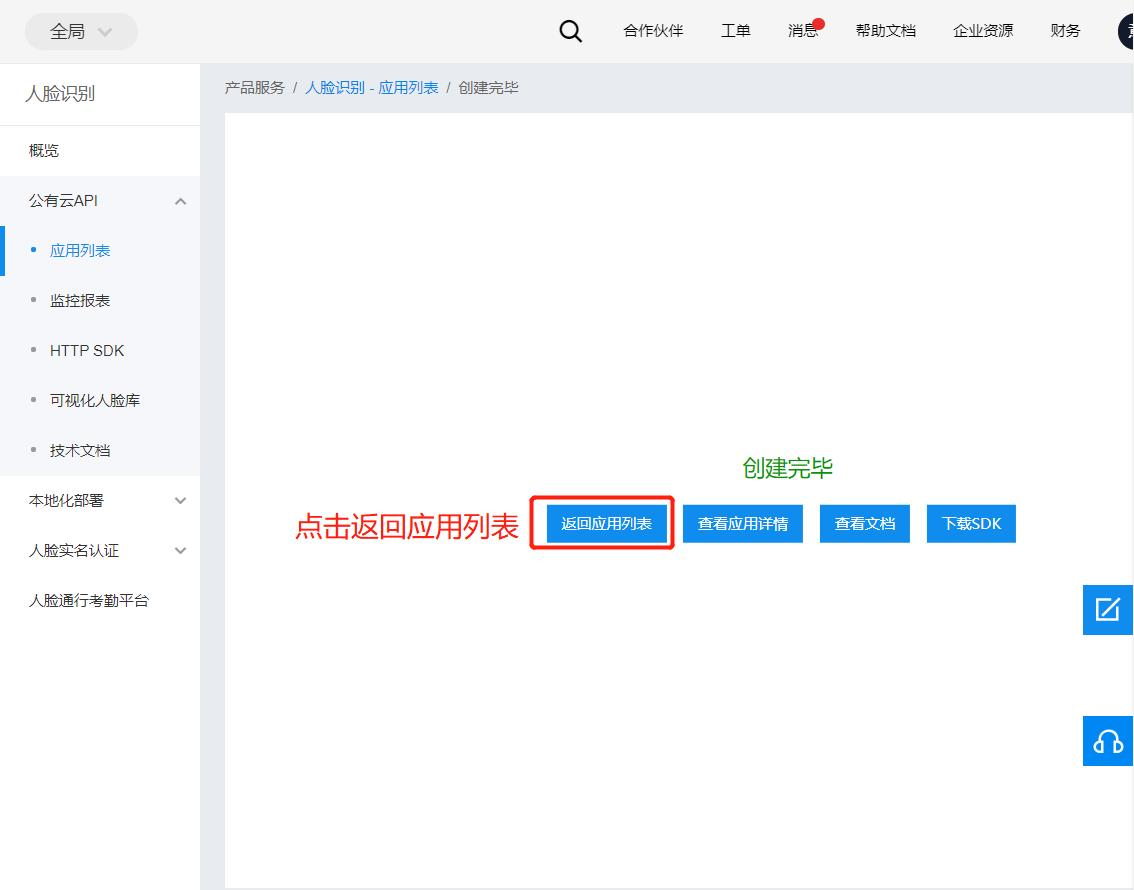 全局
合作伙伴 工单 消息 帮助文档 企业资源 财务
人脸识别
产品服务 / 人脸识别 - 应用列表 / 创建完毕
概览
公有云API
应用列表
监控报表
HTTP SDK
可视化人脸库
技术文档
本地化部署
人脸实名认证
人脸通行考勤平台
创建完毕
点击返回应用列表 返回应用列表 查看应用详情 查看文档 下载SDK